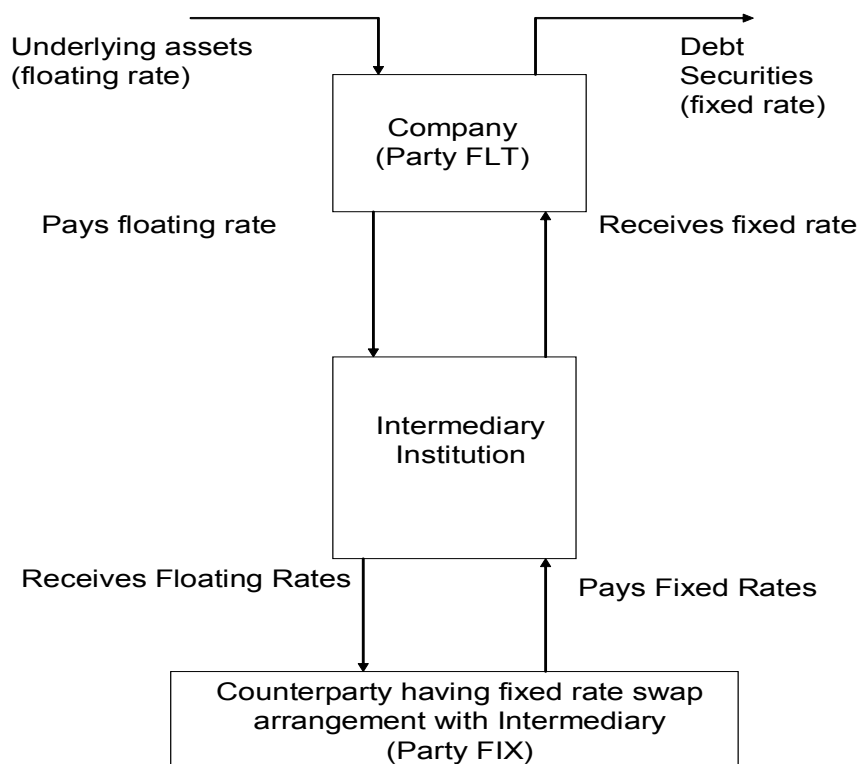 Underlying assets
(floating rate)
Debt
Securities
(fixed rate)
Company
(Party FLT)
Pays floating rate
Receives fixed rate
Intermediary
Institution
Receives Floating Rates
Pays Fixed Rates
Counterparty having fixed rate swap
arrangement with Intermediary
(Party FIX)